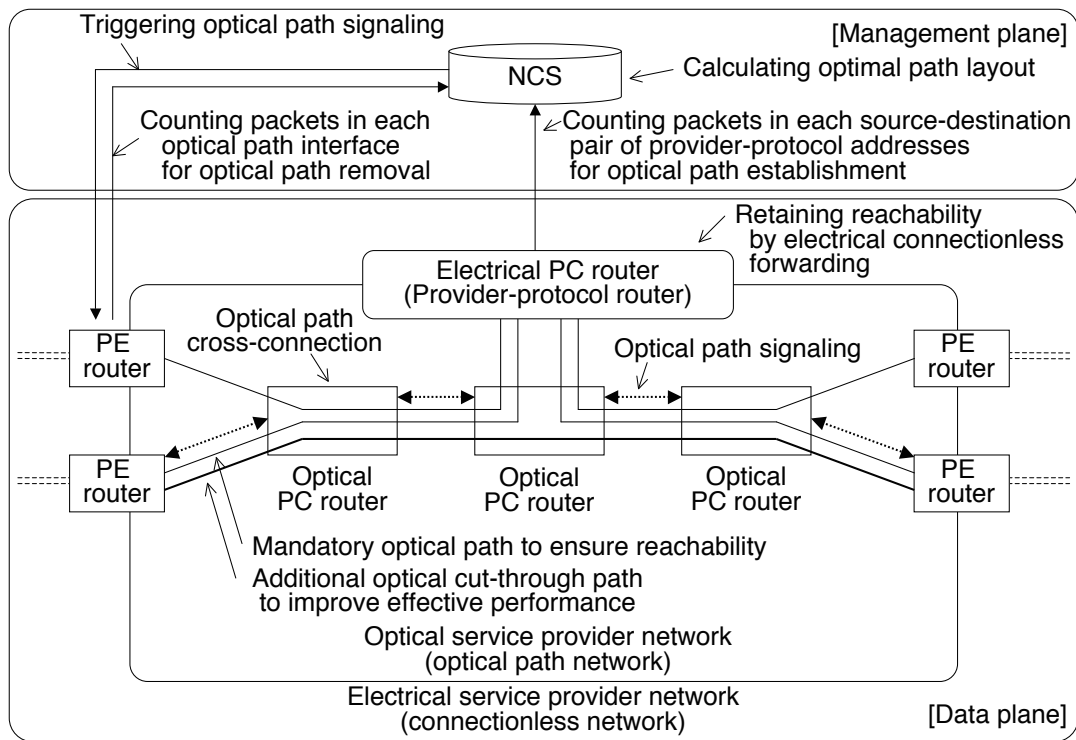 Triggering optical path signaling
[Management plane]
NCS
Calculating optimal path layout
Counting packets in each
optical path interface
for optical path removal
Counting packets in each source-destination
pair of provider-protocol addresses
for optical path establishment
Retaining reachability
by electrical connectionless
forwarding
Electrical PC router
(Provider-protocol router)
PE
router
Optical path
cross-connection
Optical path signaling
PE
router
PE
router
Optical
PC router
Optical
PC router
Optical
PC router
PE
router
Mandatory optical path to ensure reachability
Additional optical cut-through path
to improve effective performance
Optical service provider network
(optical path network)
Electrical service provider network
(connectionless network)
[Data plane]